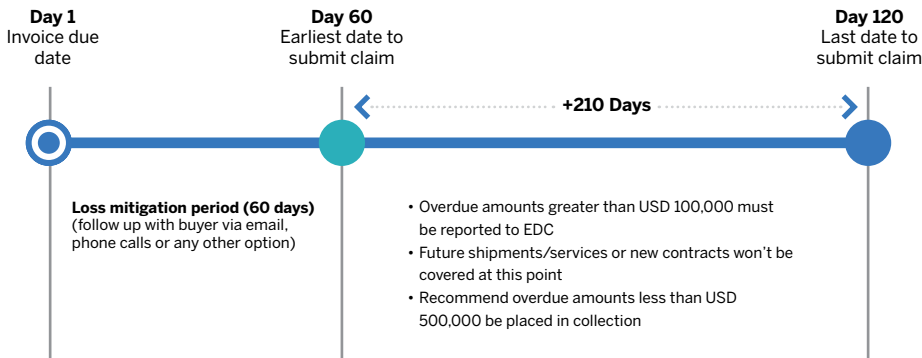 Day 1
Invoice due
date
Day 60
Earliest date to
submit claim
Day 120
Last date to
submit claim
+210 Days
Loss mitigation period (60 days)
(follow up with buyer via email,
phone calls or any other option)
• Overdue amounts greater than USD 100,000 must
be reported to EDC
• Future shipments/services or new contracts won't be
covered at this point
• Recommend overdue amounts less than USD
500,000 be placed in collection